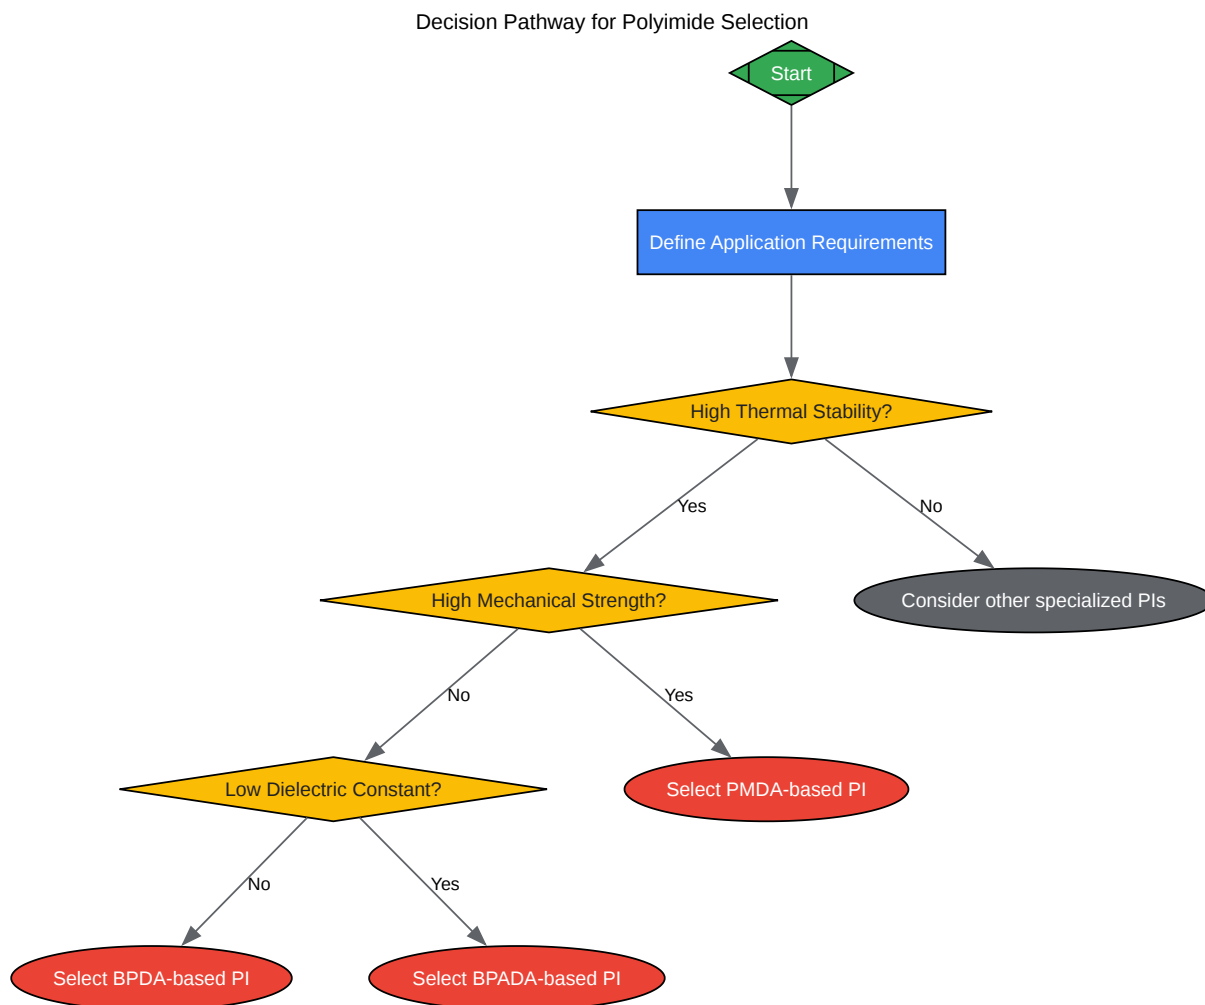 Decision Pathway for Polyimide Selection
Start
Define Application Requirements
High Thermal Stability?
Yes
No
High Mechanical Strength?
Consider other specialized PIs
No
Yes
Low Dielectric Constant?
Select PMDA-based PI
No
Yes
Select BPDA-based PI
Select BPADA-based PI